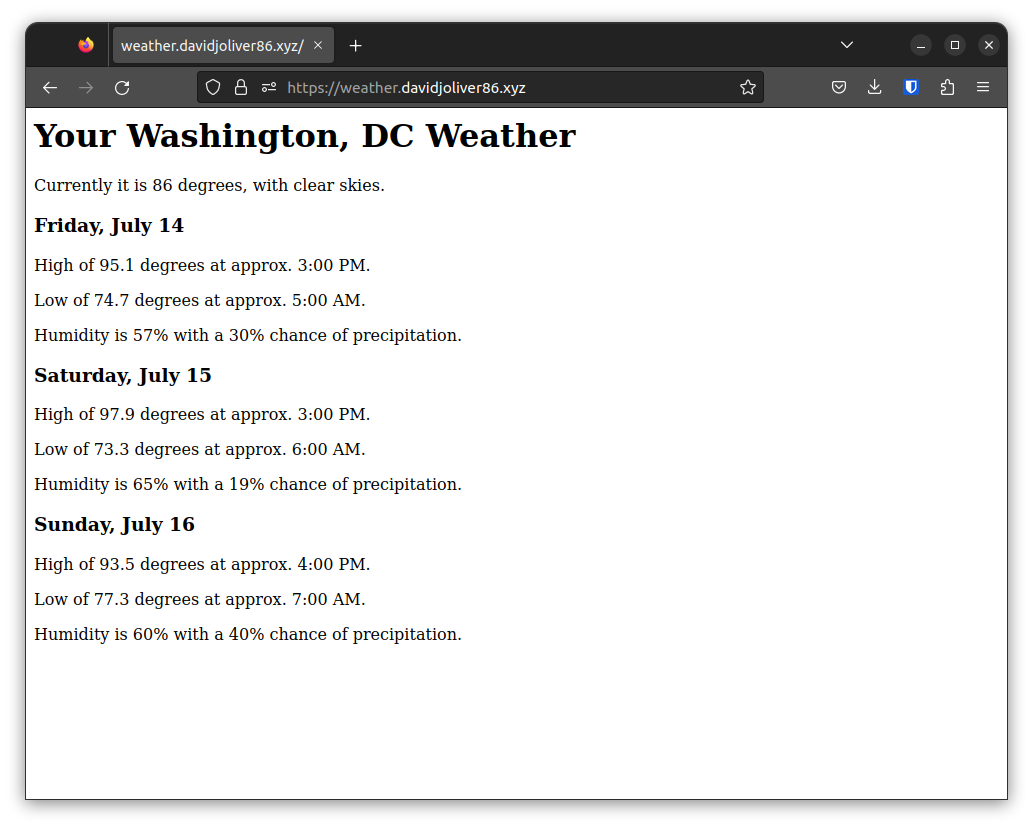 weather.davidjoliver86.xyz/
https://weather.davidjoliver86.xyz
Your Washington, DC Weather
Currently it is 86 degrees, with clear skies.
Friday, July 14
High of 95.1 degrees at approx. 3:00 PM.
Low of 74.7 degrees at approx. 5:00 AM.
Humidity is 57% with a 30% chance of precipitation.
Saturday, July 15
High of 97.9 degrees at approx. 3:00 PM.
Low of 73.3 degrees at approx. 6:00 AM.
Humidity is 65% with a 19% chance of precipitation.
Sunday, July 16
High of 93.5 degrees at approx. 4:00 PM.
Low of 77.3 degrees at approx. 7:00 AM.
Humidity is 60% with a 40% chance of precipitation.